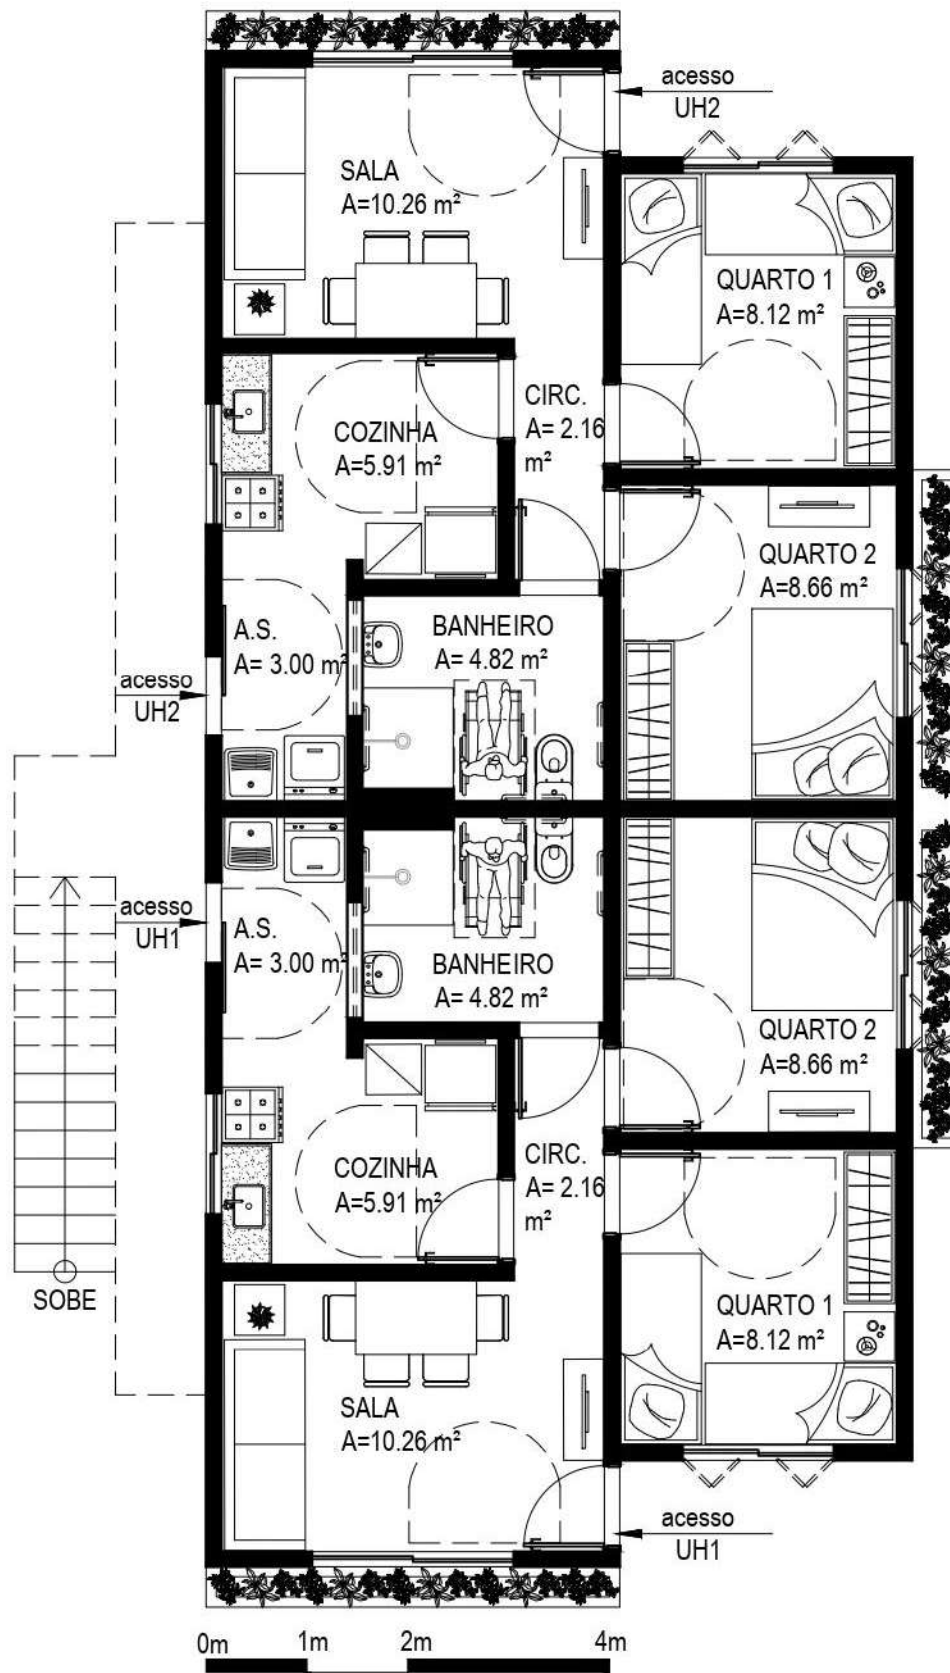 acesso
UH2
SALA
A=10.26 m²
QUARTO 1
A=8.12 m²
CIRC.
A= 2.16
m²
COZINHA
A=5.91 m²
QUARTO 2
A=8.66 m²
BANHEIRO
A= 4.82 m²
A.S.
A= 3.00 m²
acesso
UH2
acesso
UH1
A.S.
A= 3.00 m²
BANHEIRO
A= 4.82 m²
QUARTO 2
A=8.66 m²
COZINHA
A=5.91 m²
CIRC.
A= 2.16
m²
SOBE
QUARTO 1
A=8.12 m²
SALA
A=10.26 m²
acesso
UH1
0m 1m 2m 4m